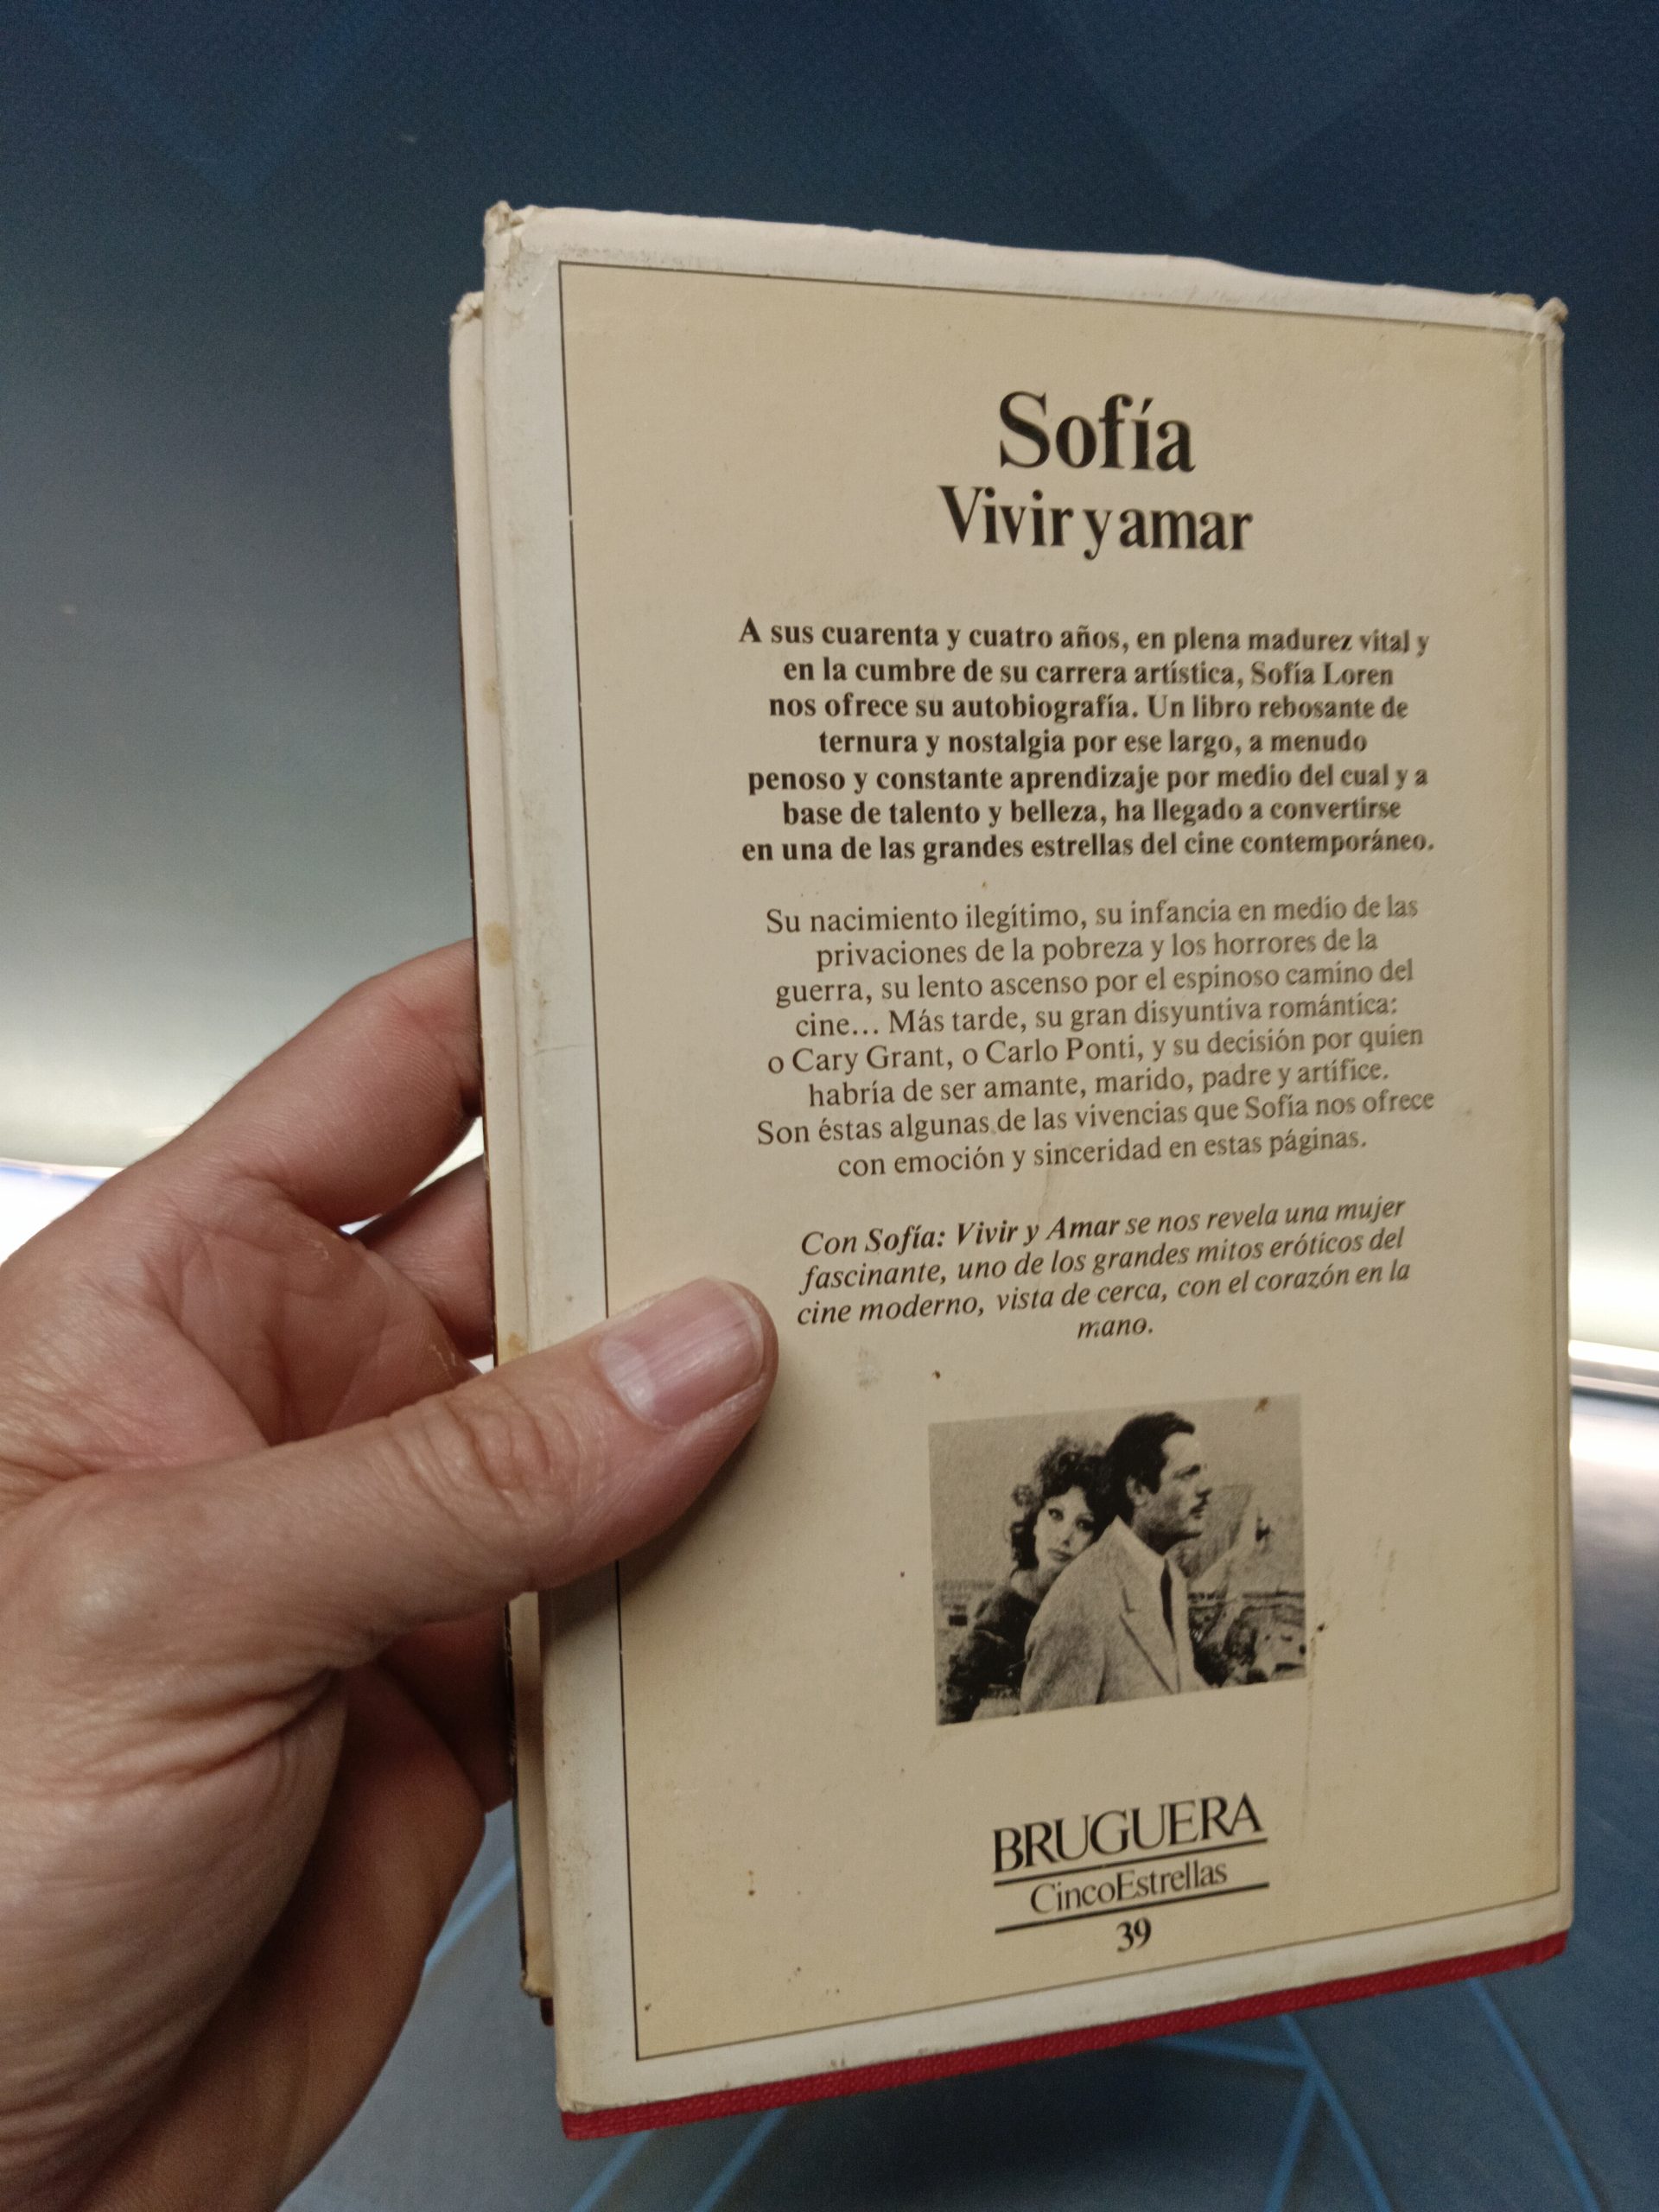 Sofía
Vivir y amar
A sus cuarenta y cuatro años, en plena madurez vital y
en la cumbre de su carrera artística, Sofía Loren
nos ofrece su autobiografía. Un libro rebosante de
ternura y nostalgia por ese largo, a menudo
penoso y constante aprendizaje por medio del cual y a
base de talento y belleza, ha llegado a convertirse
en una de las grandes estrellas del cine contemporáneo.
Su nacimiento ilegítimo, su infancia en medio de las
privaciones de la pobreza y los horrores de la
guerra, su lento ascenso por el espinoso camino del
cine... Más tarde, su gran disyuntiva romántica:
o Cary Grant, o Carlo Ponti, y su decisión por quien
habría de ser amante, marido, padre y artífice.
Son éstas algunas de las vivencias que Sofía nos ofrece
con emoción y sinceridad en estas páginas.
Con Sofía: Vivir y Amar se nos revela una mujer
fascinante, uno de los grandes mitos eróticos del
cine moderno, vista de cerca, con el corazón en la
mano.
BRUGUERA
CincoEstrellas
39